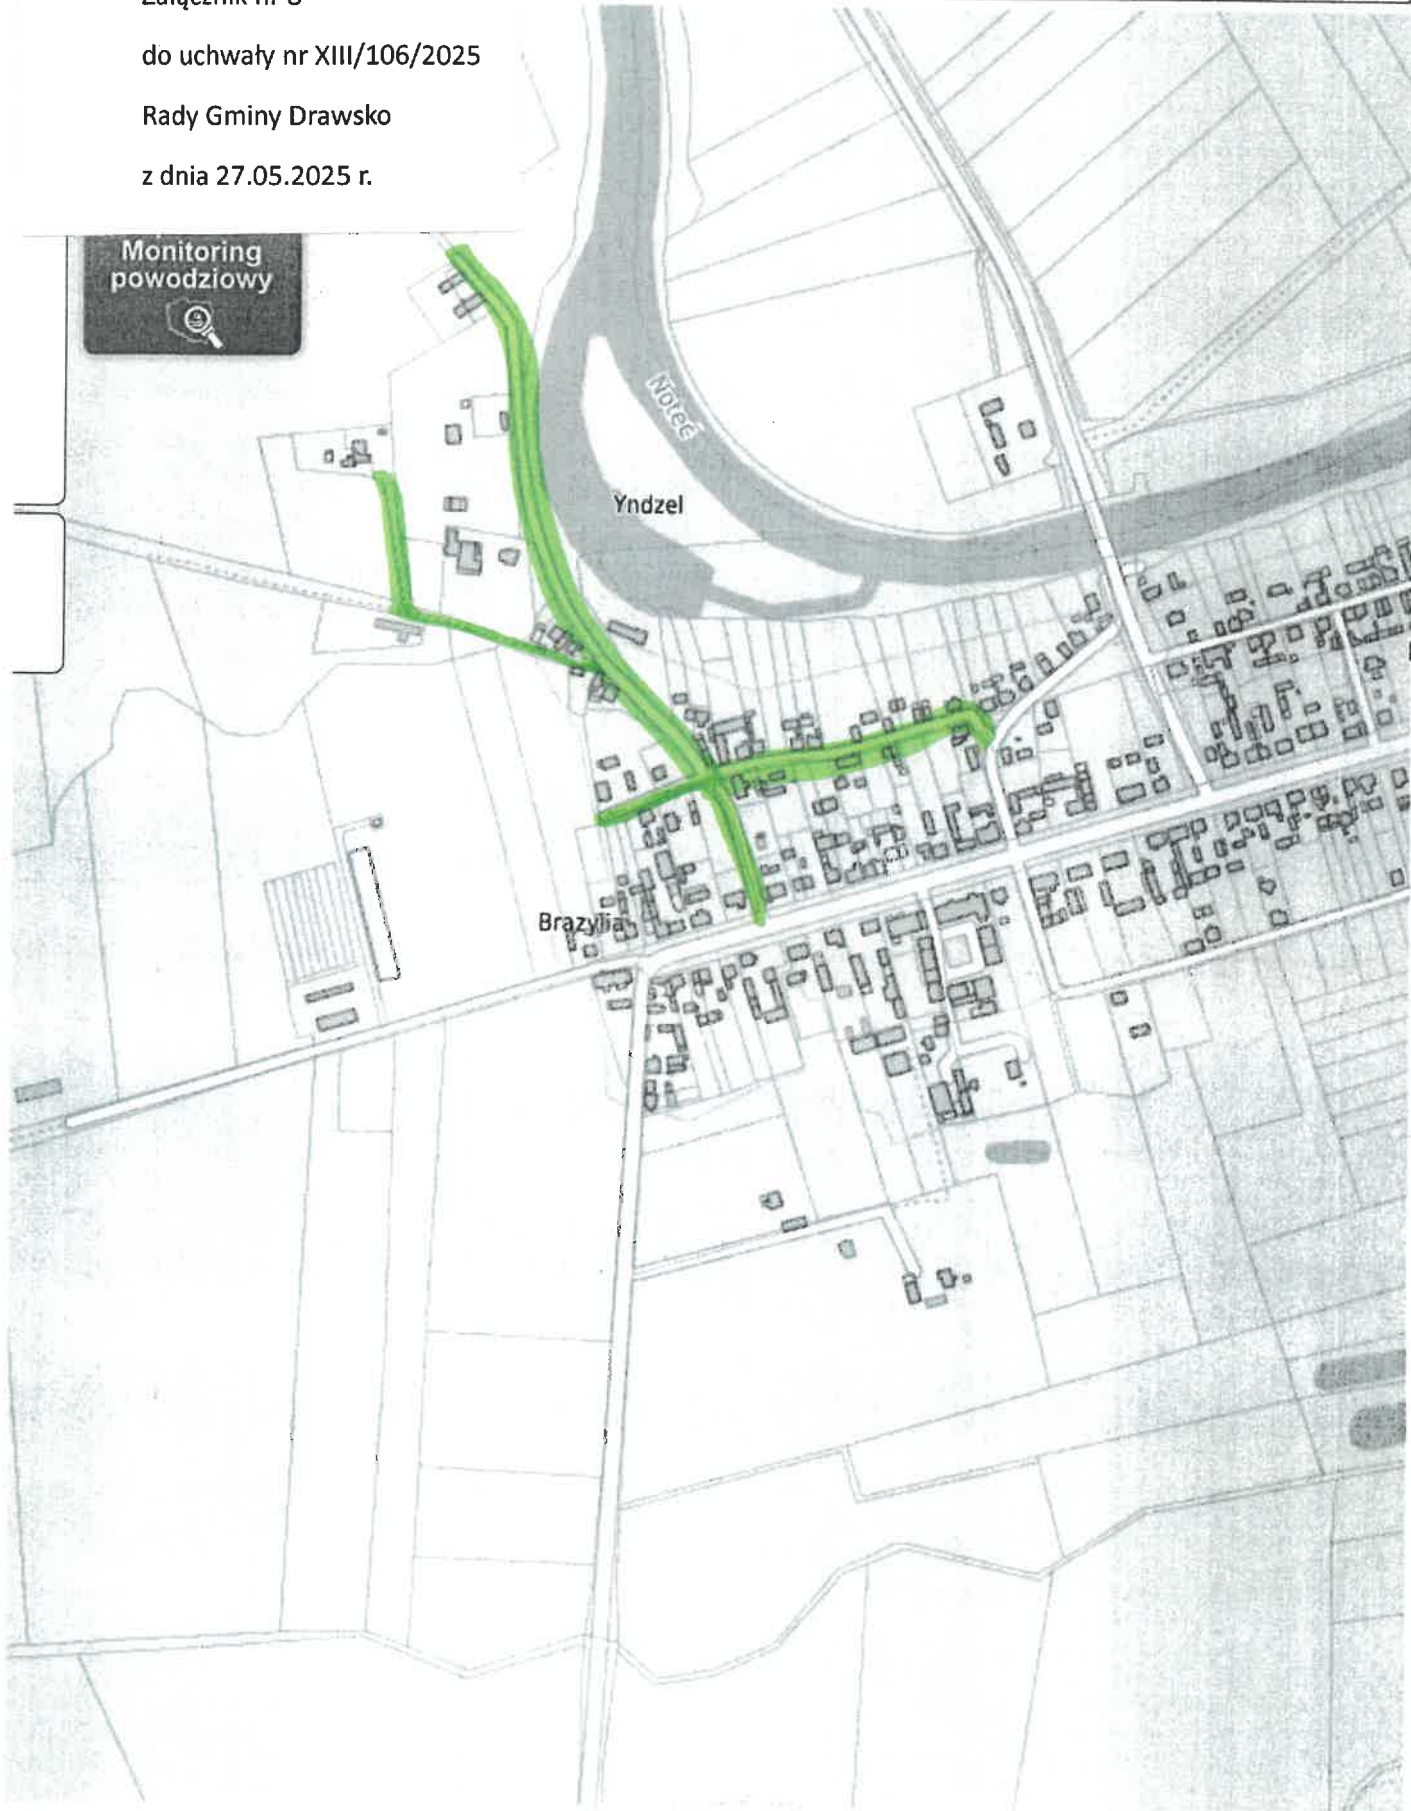 do uchwały nr XIII/106/2025
Rady Gminy Drawsko
z dnia 27.05.2025 r.
Monitoring
powodziowy
Noteć
Yndzel
Brazylia